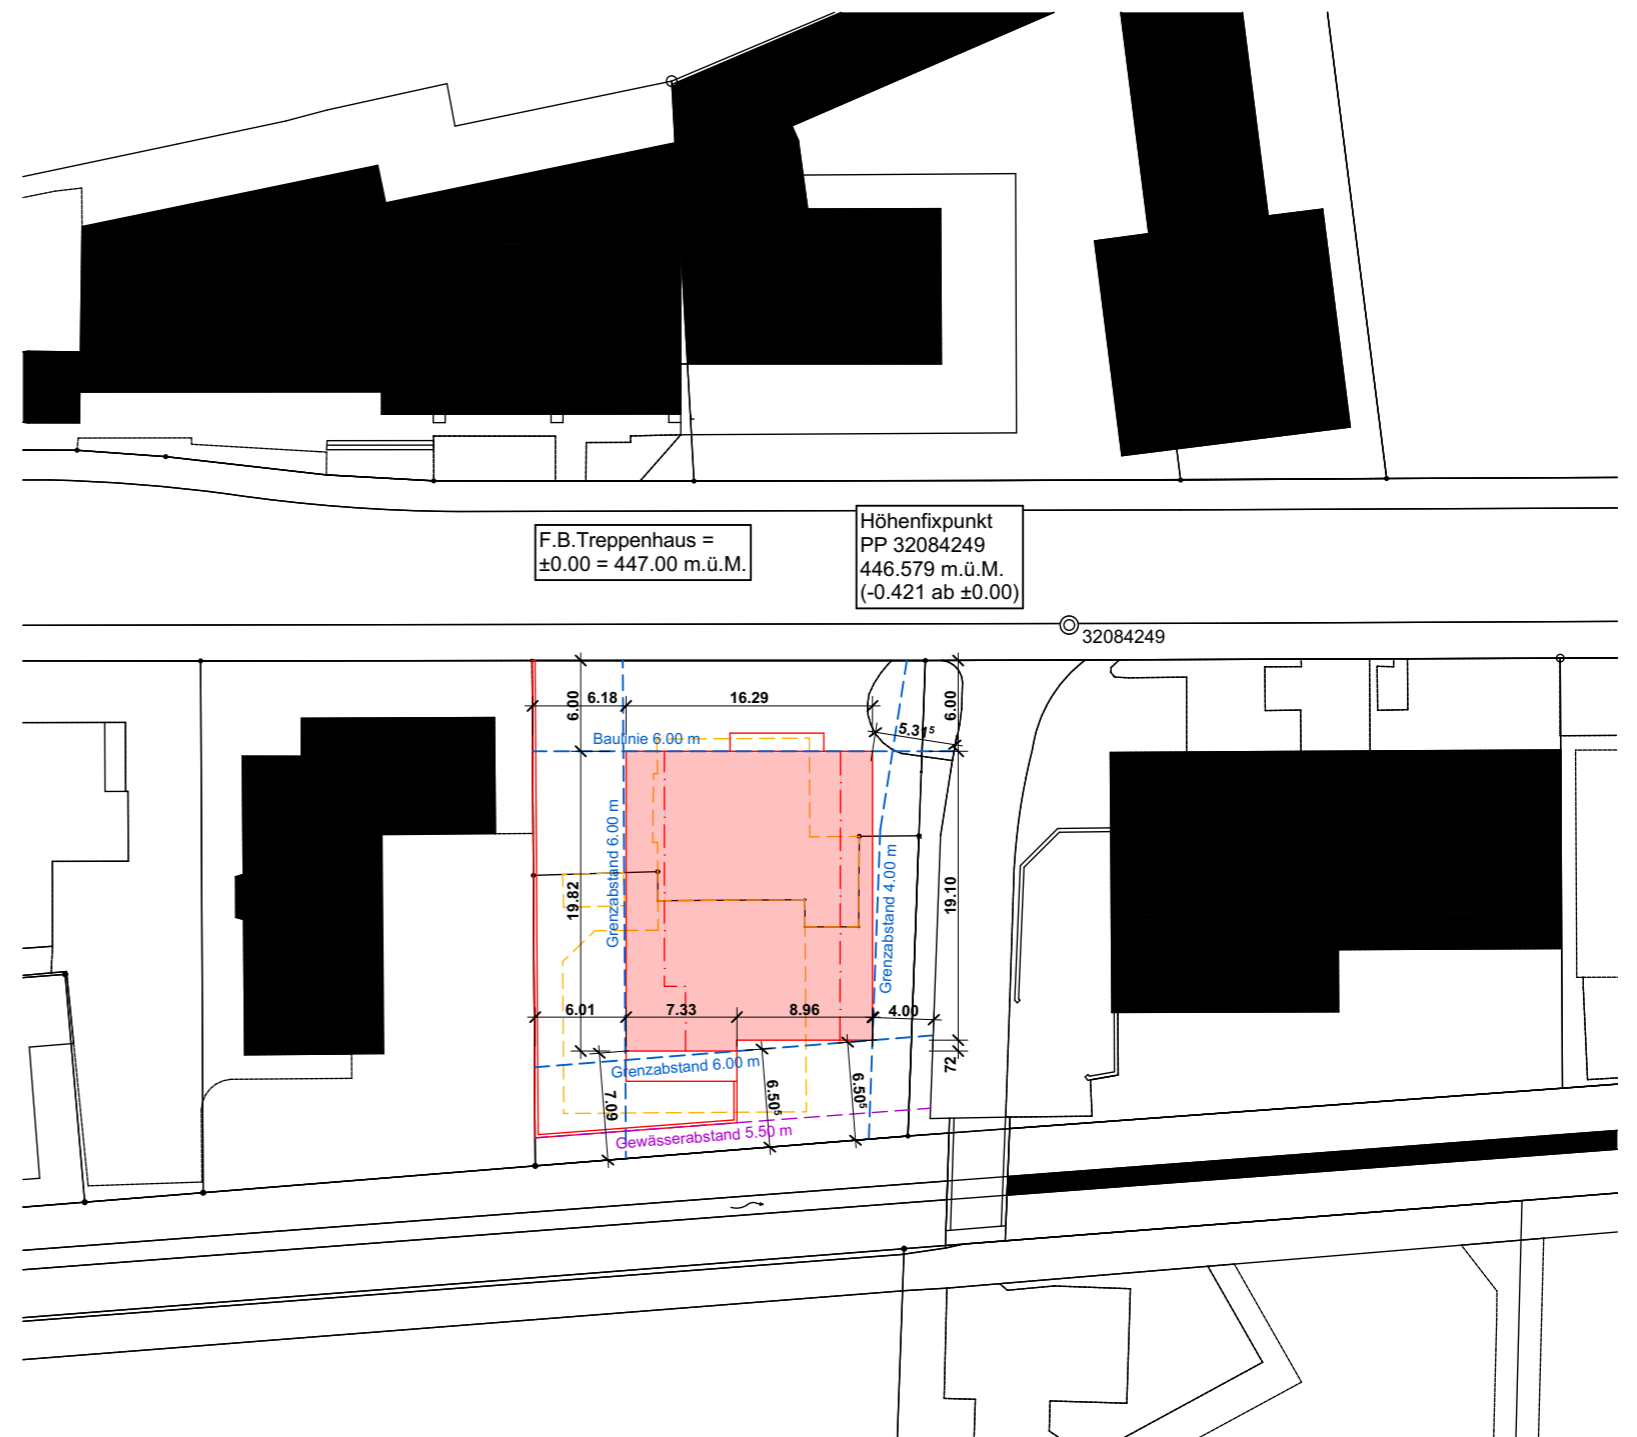 F.B.Treppenhaus =
±0.00 = 447.00 m.ü.M.
Höhenfixpunkt
PP 32084249
446.579 m.ü.M.
(-0.421 ab ±0.00)
32084249
6.00
6.18
16.29
6.00
5.31⁵
Baulinie 6.00 m
Grenzabstand 6.00 m
19.82
Grenzabstand 4.00 m
19.10
6.01
7.33
8.96
4.00
72
Grenzabstand 6.00 m
7.09
6.50⁵
6.50⁵
Gewässerabstand 5.50 m